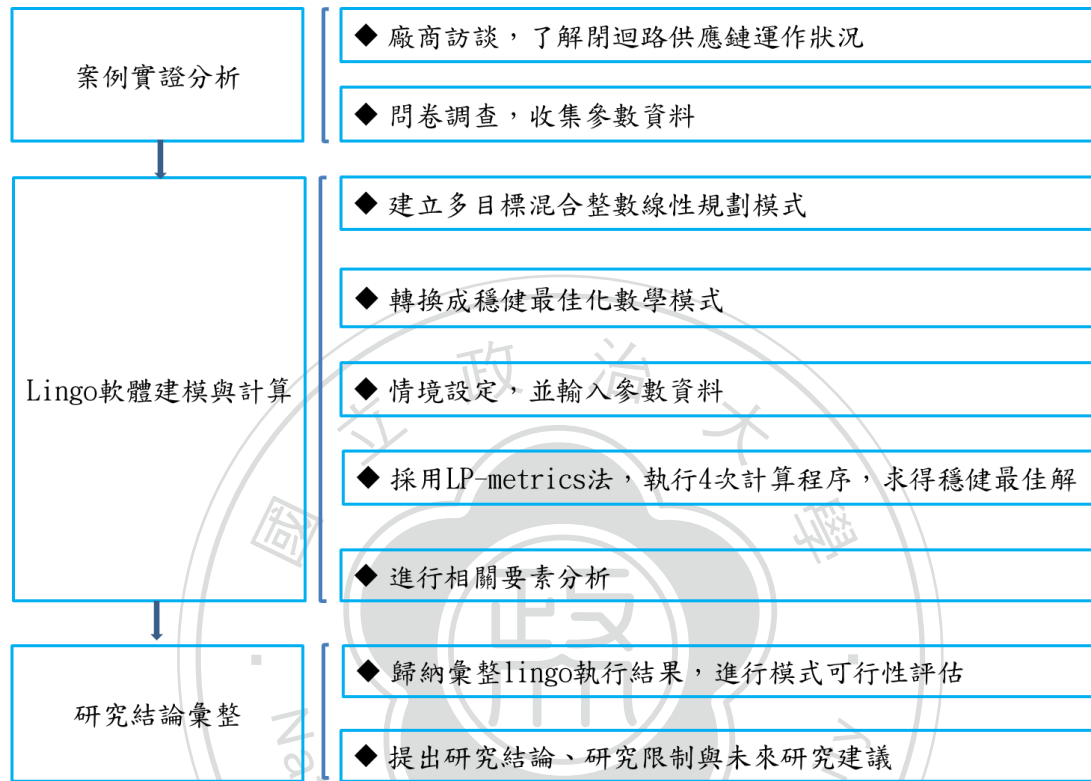 案例實證分析
◆ 廠商訪談，了解閉迴路供應鏈運作狀況
◆ 問卷調查，收集參數資料
Lingo軟體建模與計算
◆ 建立多目標混合整數線性規劃模式
◆ 轉換成穩健最佳化數學模式
◆ 情境設定，並輸入參數資料
◆ 採用LP-metrics法，執行4次計算程序，求得穩健最佳解
◆ 進行相關要素分析
研究結論彙整
◆ 歸納彙整lingo執行結果，進行模式可行性評估
◆ 提出研究結論、研究限制與未來研究建議
國立政治大學
政
Na